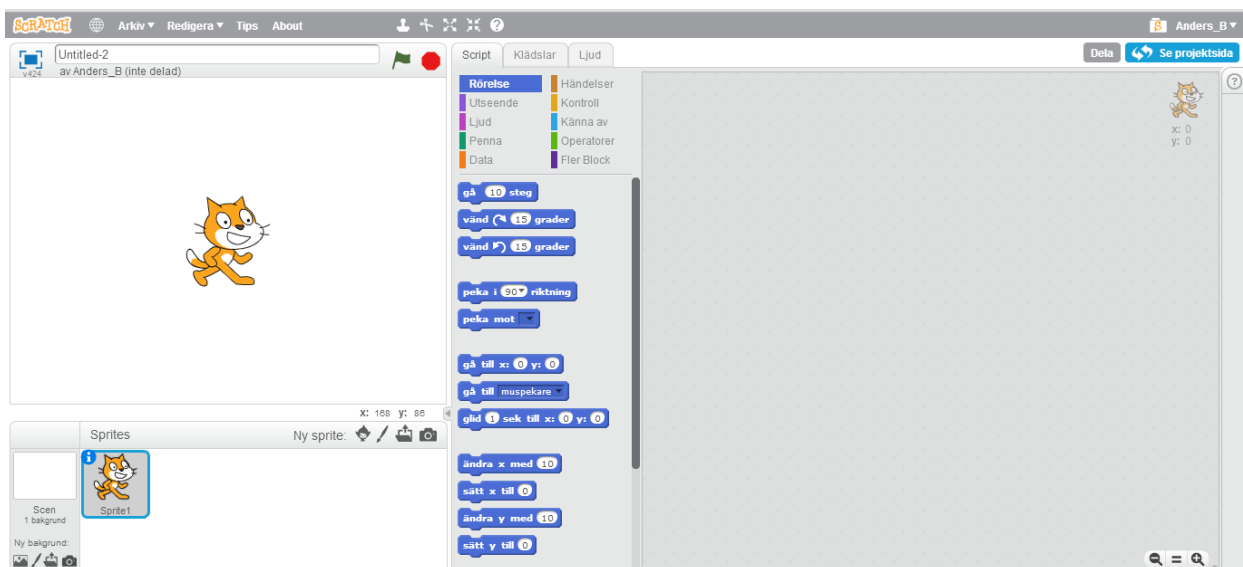 SCRATCH Arkiv Redigera Tips About Anders_B
Untitled-2
v424 av Anders_B (inte delad)
Script Klädslar Ljud
Dela Se projektsida
Rörelse Händelser
Utseende Kontroll
Ljud Känna av
Penna Operatorer
Data Fler Block
gå 10 steg
vänd 15 grader
vänd 15 grader
peka i 90 riktning
peka mot
gå till x: 0 y: 0
gå till muspekare
glid 1 sek till x: 0 y: 0
ändra x med 10
sätt x till 0
ändra y med 10
sätt y till 0
x: 0
y: 0
x: 168 y: 86
Sprites Ny sprite:
Sprite1
Scen
1 bakgrund
Ny bakgrund: